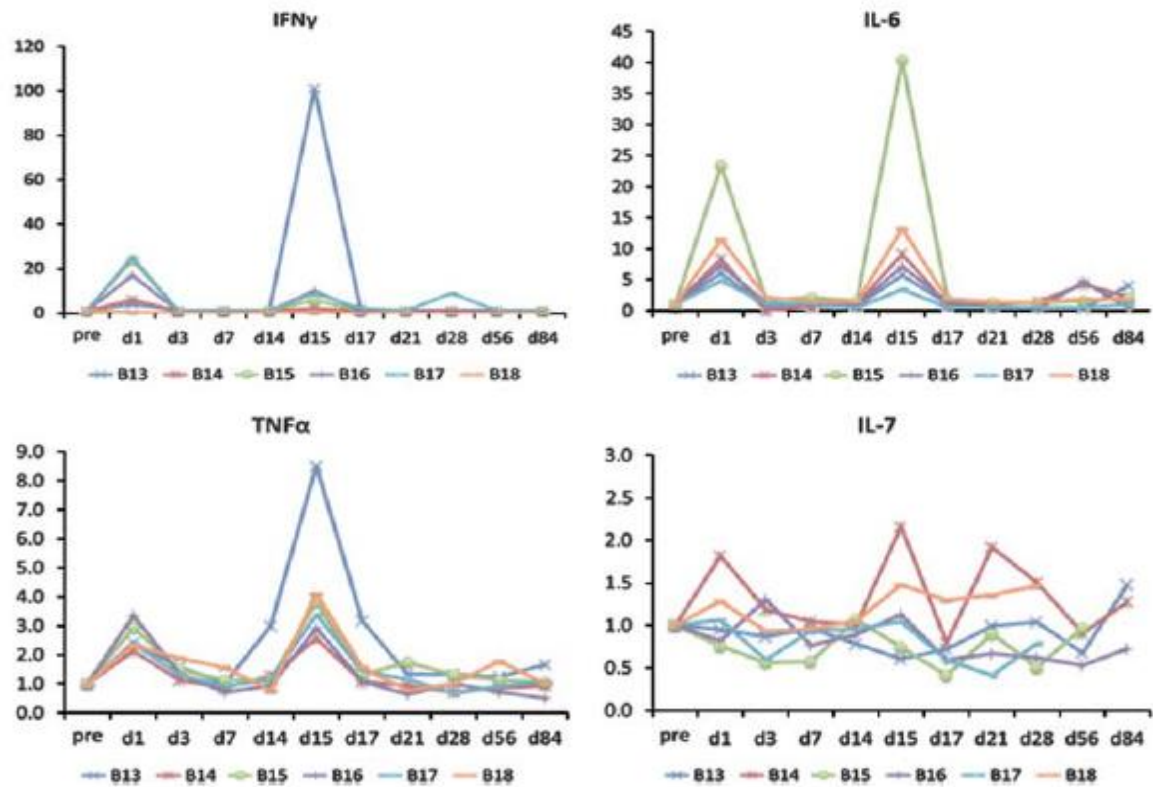 IFNγ
120
100
80
60
40
20
0
pre d1 d3 d7 d14 d15 d17 d21 d28 d56 d84
B13 B14 B15 B16 B17 B18
IL-6
45
40
35
30
25
20
15
10
5
0
pre d1 d3 d7 d14 d15 d17 d21 d28 d56 d84
B13 B14 B15 B16 B17 B18
TNFα
9.0
8.0
7.0
6.0
5.0
4.0
3.0
2.0
1.0
0.0
pre d1 d3 d7 d14 d15 d17 d21 d28 d56 d84
B13 B14 B15 B16 B17 B18
IL-7
3.0
2.5
2.0
1.5
1.0
0.5
0.0
pre d1 d3 d7 d14 d15 d17 d21 d28 d56 d84
B13 B14 B15 B16 B17 B18